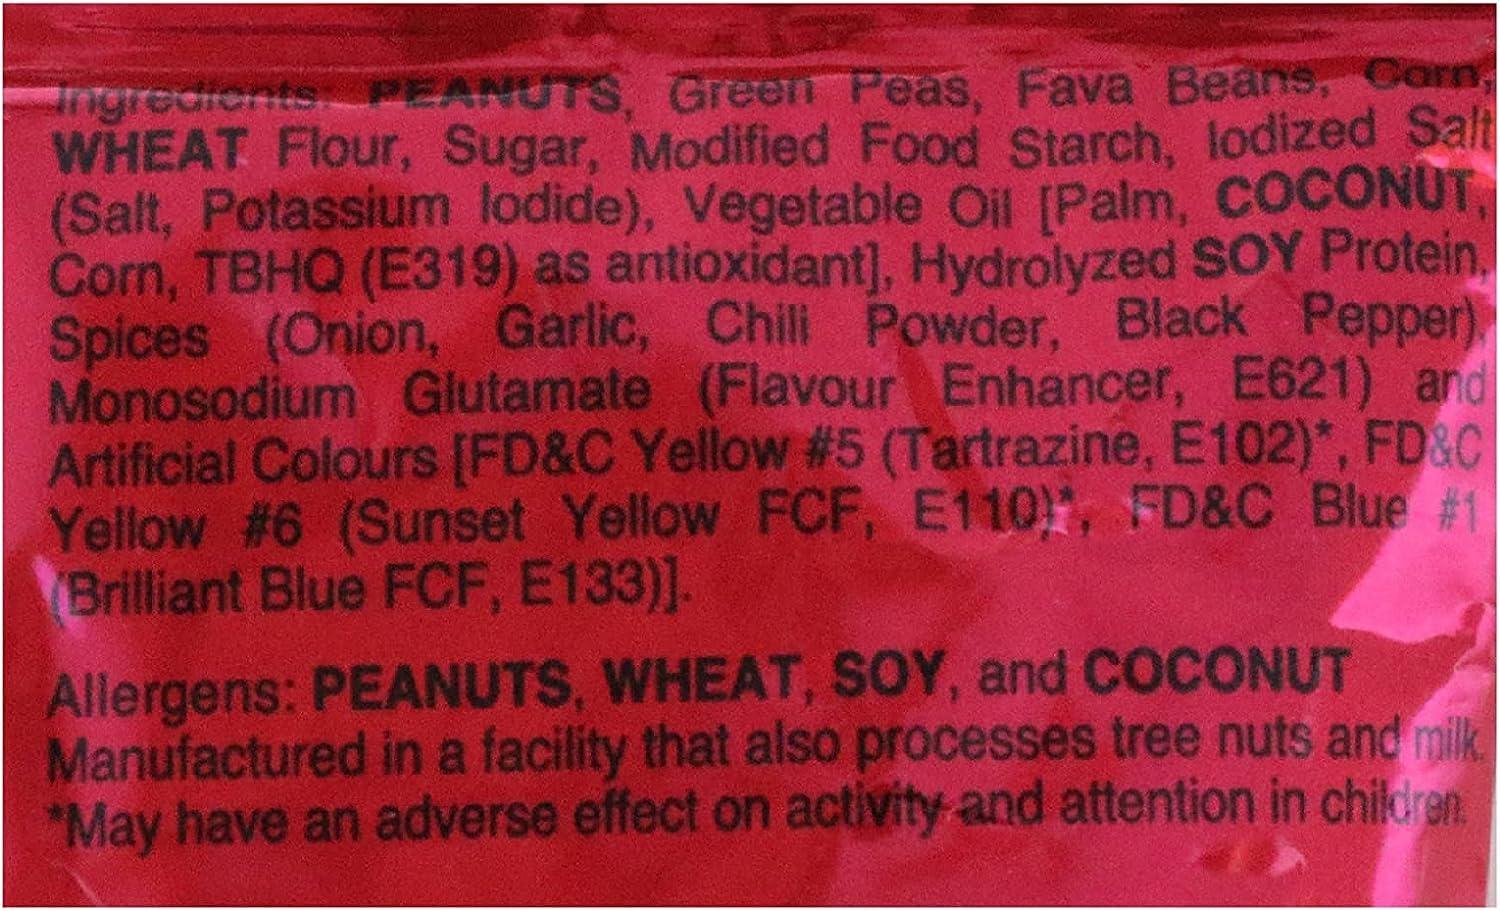 Ingredients: PEANUTS, Green Peas, Fava Beans, Corn,
WHEAT Flour, Sugar, Modified Food Starch, Iodized Salt
(Salt, Potassium Iodide), Vegetable Oil [Palm, COCONUT,
Corn, TBHQ (E319) as antioxidant], Hydrolyzed SOY Protein,
Spices (Onion, Garlic, Chili Powder, Black Pepper),
Monosodium Glutamate (Flavour Enhancer, E621) and
Artificial Colours [FD&C Yellow #5 (Tartrazine, E102)*, FD&C
Yellow #6 (Sunset Yellow FCF, E110)*, FD&C Blue #1
(Brilliant Blue FCF, E133)].
Allergens: PEANUTS, WHEAT, SOY, and COCONUT
Manufactured in a facility that also processes tree nuts and milk.
*May have an adverse effect on activity and attention in children.